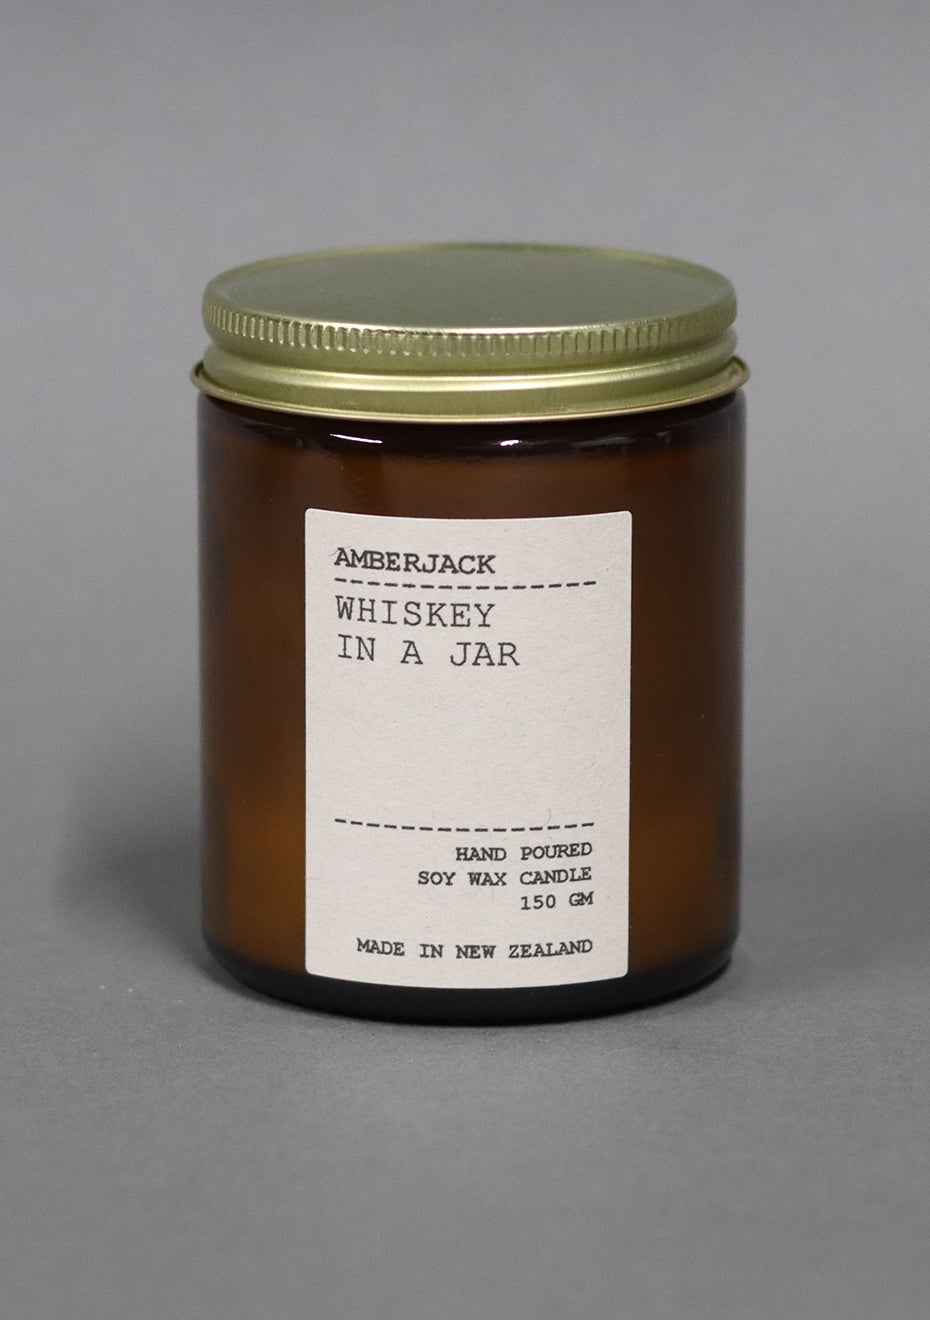 AMBERJACK
WHISKEY
IN A JAR
HAND POURED
SOY WAX CANDLE
150 GM
MADE IN NEW ZEALAND